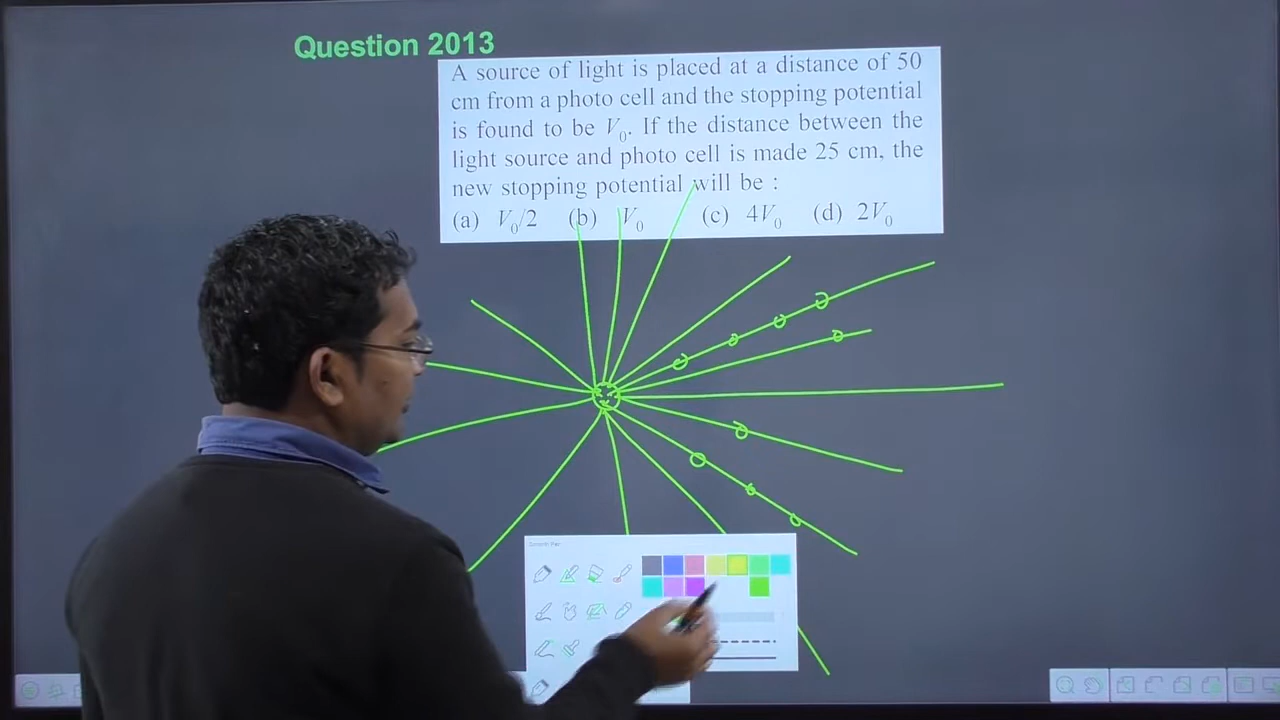 Question 2013
A source of light is placed at a distance of 50
cm from a photo cell and the stopping potential
is found to be V₀. If the distance between the
light source and photo cell is made 25 cm, the
new stopping potential will be :
(a) V₀/2 (b) V₀ (c) 4V₀ (d) 2V₀